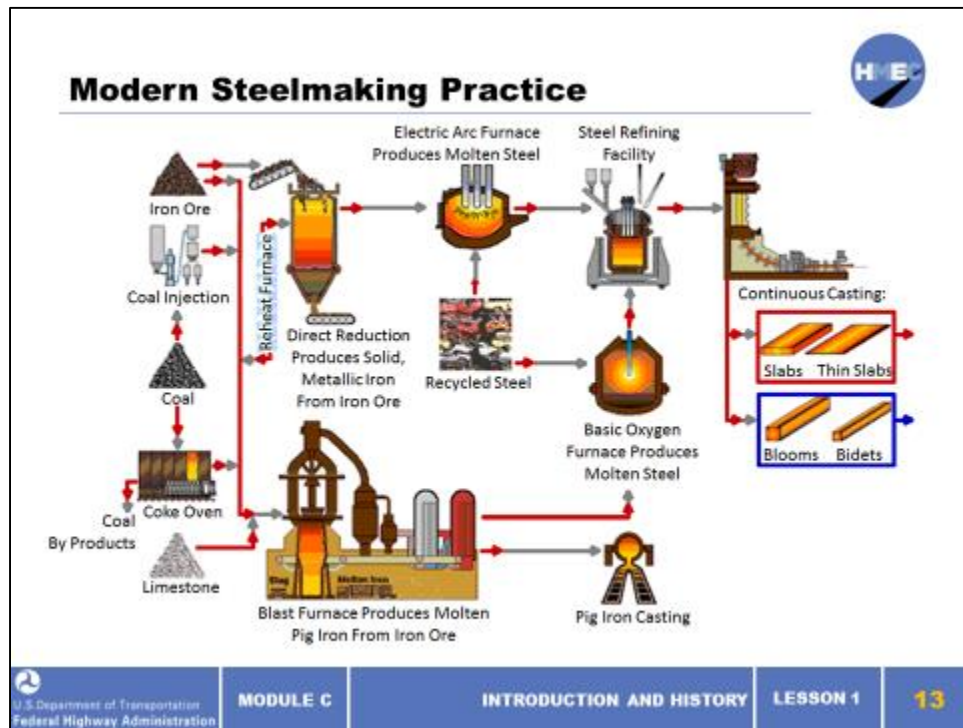 Modern Steelmaking Practice
HMEC
Electric Arc Furnace
Produces Molten Steel
Steel Refining
Facility
Iron Ore
Coal Injection
Reheat Furnace
Continuous Casting:
Direct Reduction
Produces Solid,
Metallic Iron
From Iron Ore
Recycled Steel
Slabs Thin Slabs
Coal
Basic Oxygen
Furnace Produces
Molten Steel
Blooms Bidets
Coke Oven
Coal
By Products
Limestone
Slag Molten Iron
Blast Furnace Produces Molten
Pig Iron From Iron Ore
Pig Iron Casting
U.S.Department of Transportation
Federal Highway Administration
MODULE C
INTRODUCTION AND HISTORY
LESSON 1
13